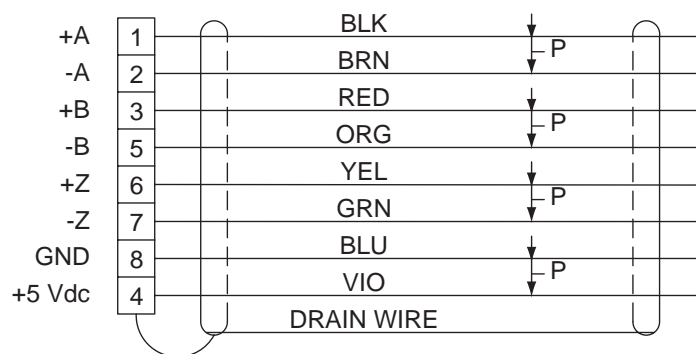 +A 1 BLK
P
-A 2 BRN
+B 3 RED
P
-B 5 ORG
+Z 6 YEL
P
-Z 7 GRN
GND 8 BLU
P
+5 Vdc 4 VIO
DRAIN WIRE